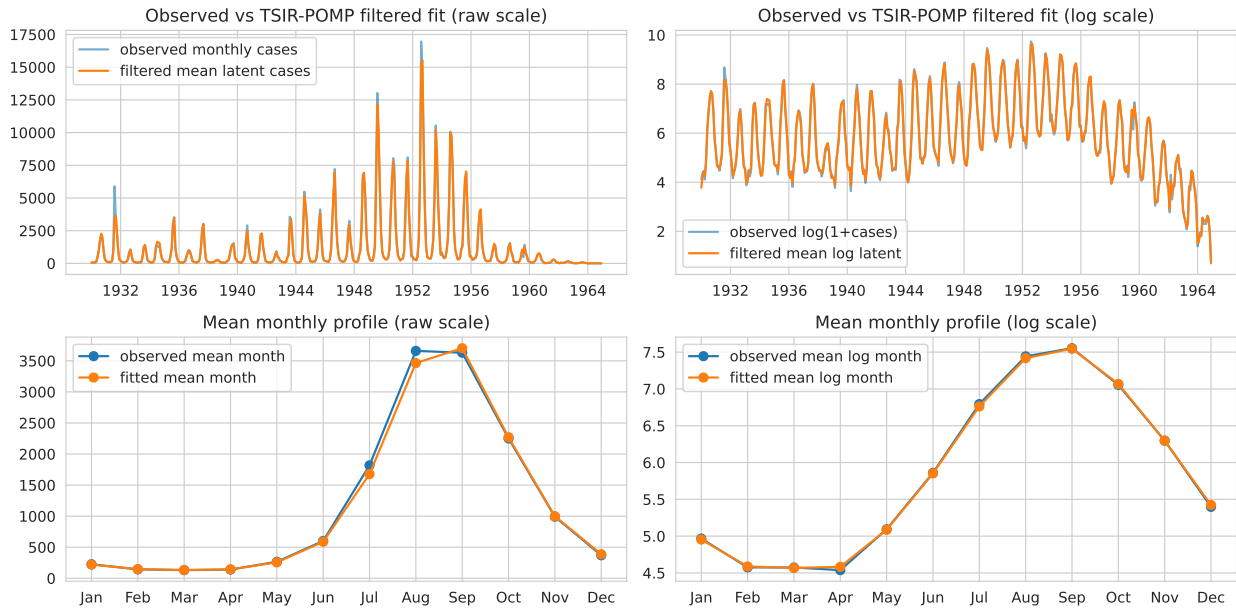 Observed vs TSIR-POMP filtered fit (raw scale)
17500
15000
12500
10000
7500
5000
2500
0
observed monthly cases
filtered mean latent cases
1932 1936 1940 1944 1948 1952 1956 1960 1964
Observed vs TSIR-POMP filtered fit (log scale)
10
8
6
4
2
observed log(1+cases)
filtered mean log latent
1932 1936 1940 1944 1948 1952 1956 1960 1964
Mean monthly profile (raw scale)
3500
3000
2500
2000
1500
1000
500
0
observed mean month
fitted mean month
Jan Feb Mar Apr May Jun Jul Aug Sep Oct Nov Dec
Mean monthly profile (log scale)
7.5
7.0
6.5
6.0
5.5
5.0
4.5
observed mean log month
fitted mean log month
Jan Feb Mar Apr May Jun Jul Aug Sep Oct Nov Dec